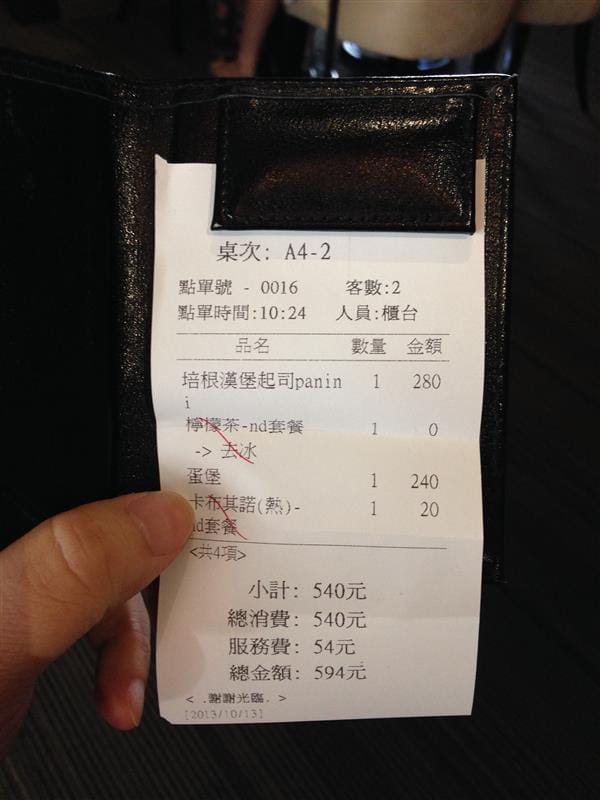 桌次: A4-2
點單號 - 0016 客數:2
點單時間:10:24 人員:櫃台
品名 數量 金額
培根漢堡起司panin 1 280
i
檸檬茶-nd套餐 1 0
-> 去冰
蛋堡 1 240
卡布其諾(熱)- 1 20
nd套餐
<共4項>
小計: 540元
總消費: 540元
服務費: 54元
總金額: 594元
< .謝謝光臨. >
[2013/10/13]